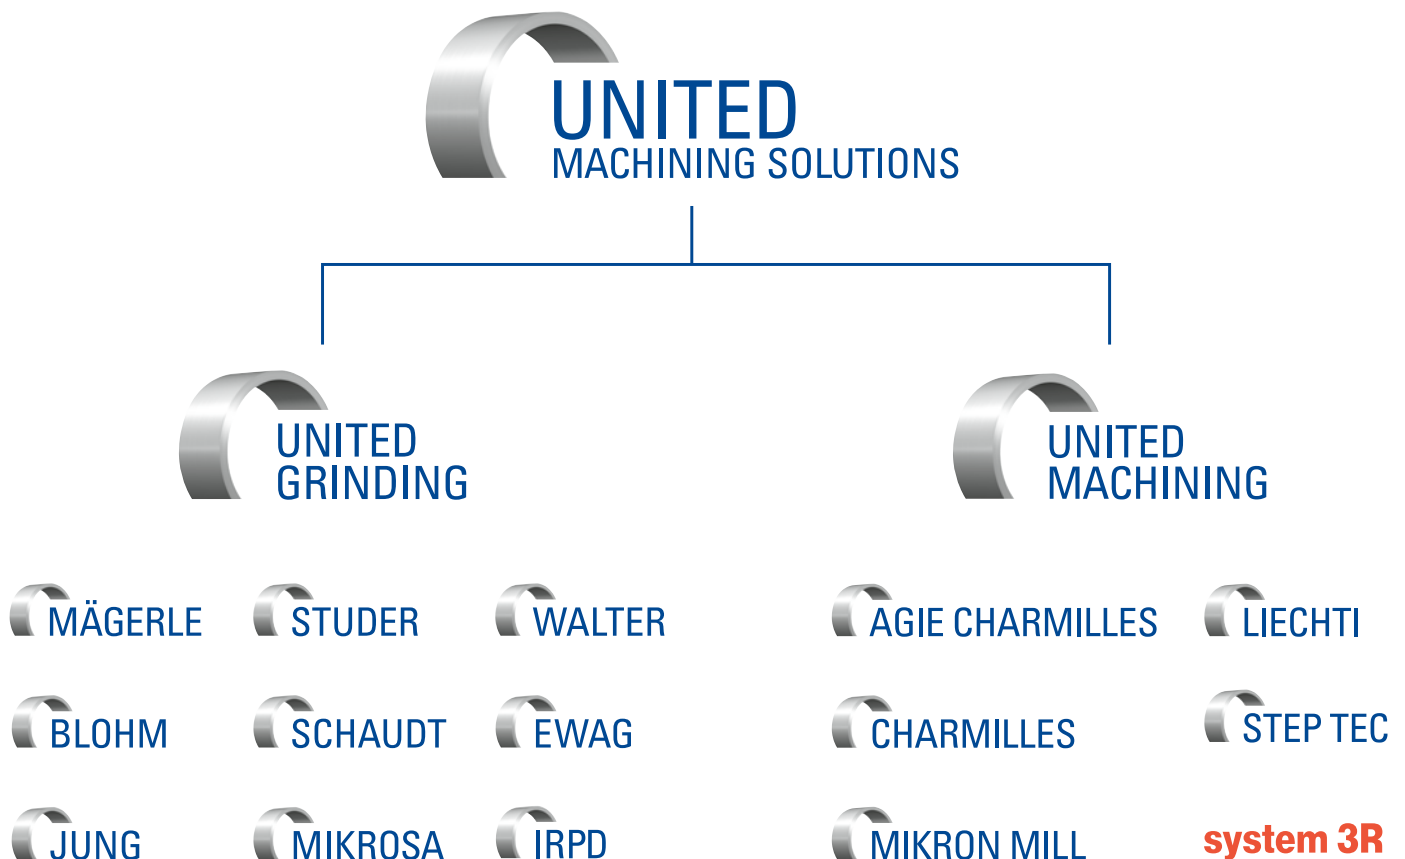 UNITED
MACHINING SOLUTIONS
UNITED
GRINDING
UNITED
MACHINING
MÄGERLE
STUDER
WALTER
AGIE CHARMILLES
LIECHTI
BLOHM
SCHAUDT
EWAG
CHARMILLES
STEP TEC
JUNG
MIKROSA
IRPD
MIKRON MILL
system 3R